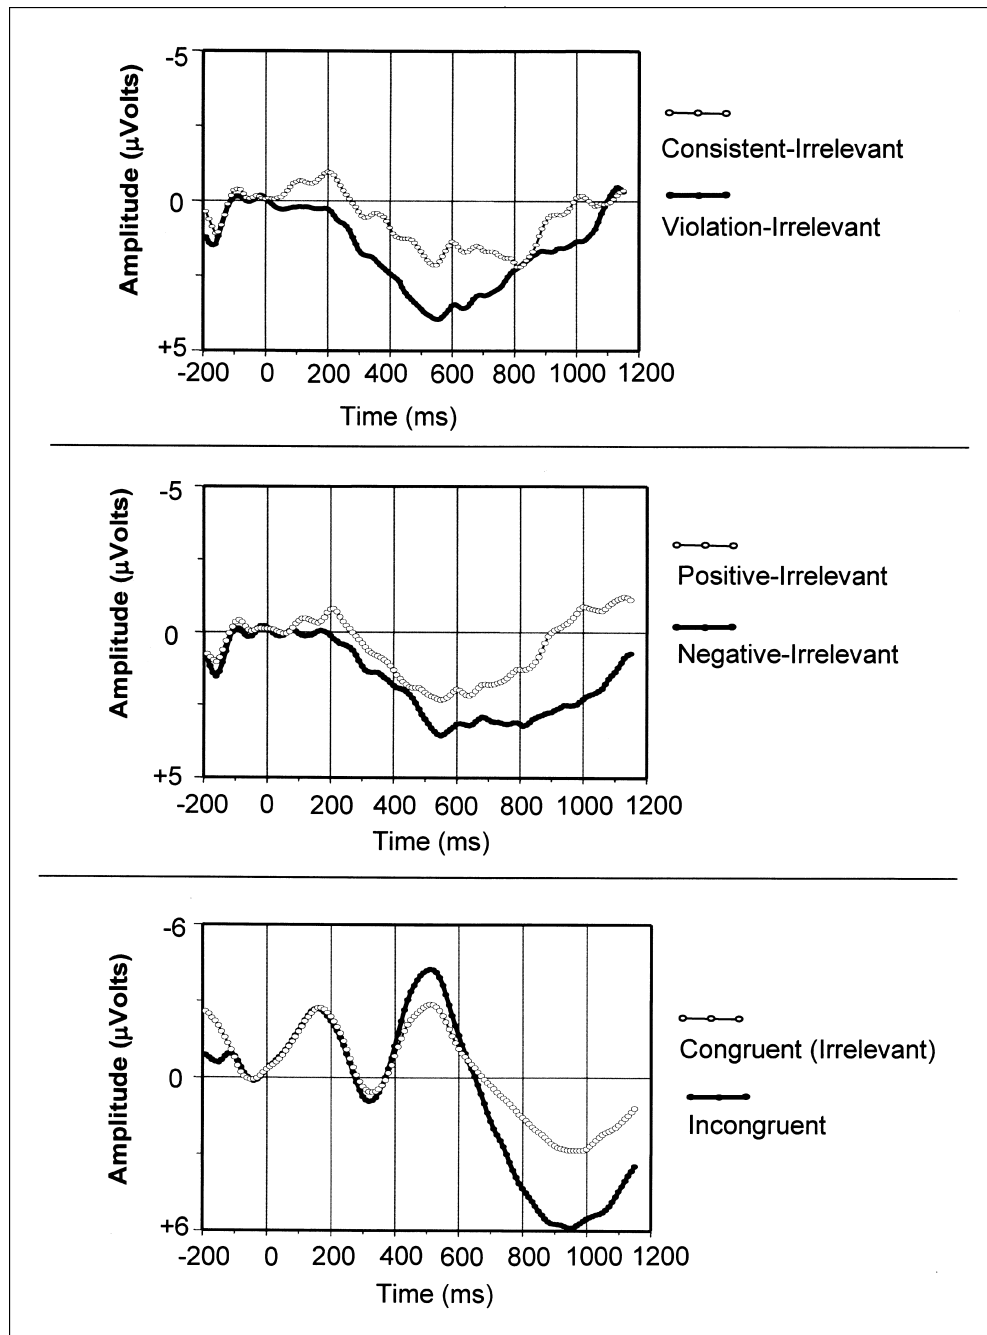 -5
0
+5
Amplitude (µVolts)
-200 0 200 400 600 800 1000 1200
Time (ms)
Consistent-Irrelevant
Violation-Irrelevant
-5
0
+5
Amplitude (µVolts)
-200 0 200 400 600 800 1000 1200
Time (ms)
Positive-Irrelevant
Negative-Irrelevant
-6
0
+6
Amplitude (µVolts)
-200 0 200 400 600 800 1000 1200
Time (ms)
Congruent (Irrelevant)
Incongruent